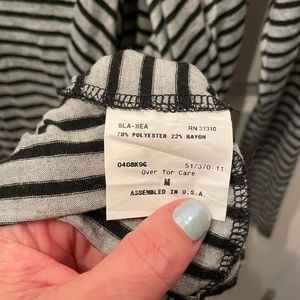 BLA-HEA RN 31310
78% POLYESTER 22% RAYON
0408K96 517370-11
Over for Care
M
ASSEMBLED IN U.S.A.